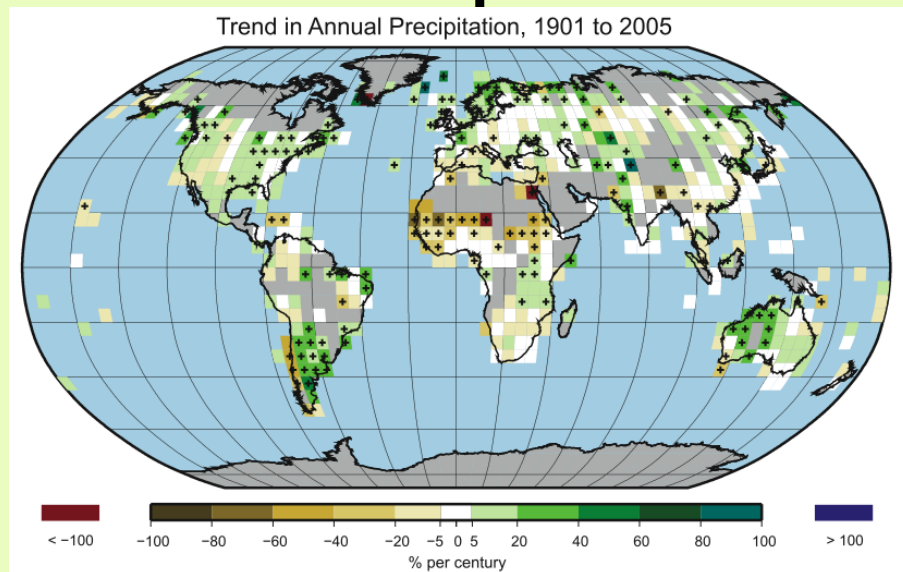 Trend in Annual Precipitation, 1901 to 2005
< −100 −100 −80 −60 −40 −20 −5 0 5 20 40 60 80 100 > 100
% per century